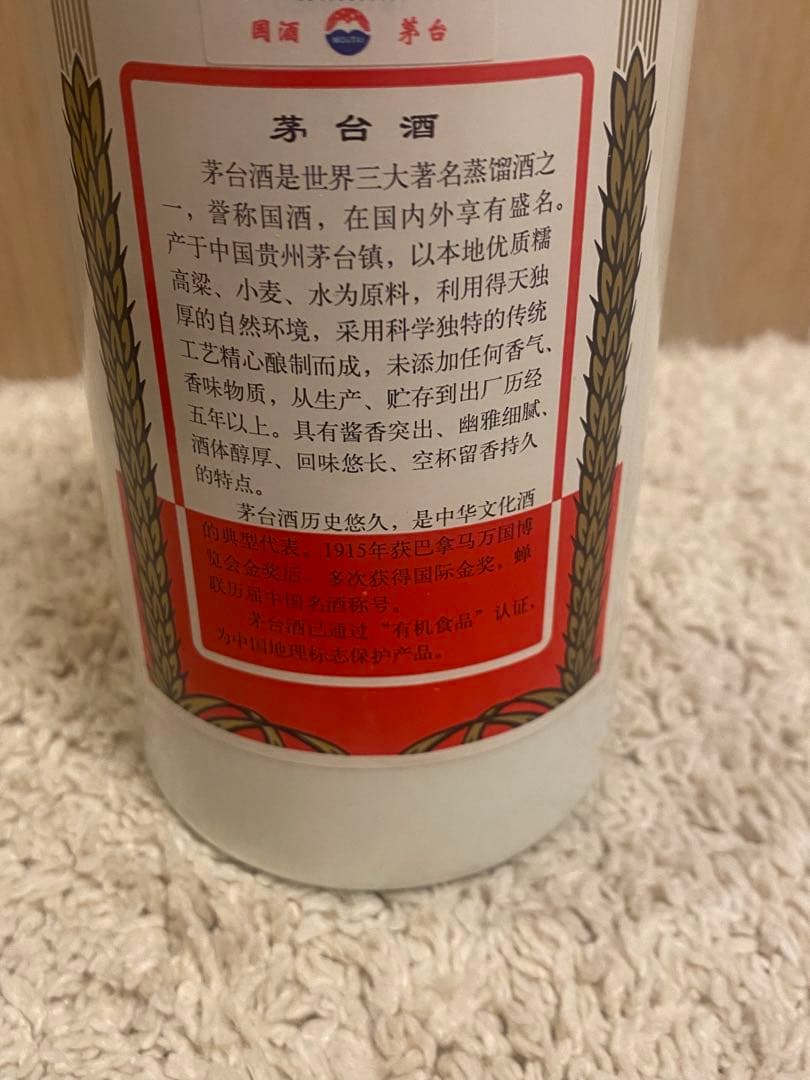 国酒 MOUTAI 茅台
茅台酒
茅台酒是世界三大著名蒸馏酒之
一，誉称国酒，在国内外享有盛名。
产于中国贵州茅台镇，以本地优质糯
高粱、小麦、水为原料，利用得天独
厚的自然环境，采用科学独特的传统
工艺精心酿制而成，未添加任何香气、
香味物质，从生产、贮存到出厂历经
五年以上。具有酱香突出、幽雅细腻、
酒体醇厚、回味悠长、空杯留香持久
的特点。
茅台酒历史悠久，是中华文化酒
的典型代表。1915年获巴拿马万国博
览会金奖后，多次获得国际金奖，蝉
联历届中国名酒称号。
茅台酒已通过“有机食品”认证，
为中国地理标志保护产品。